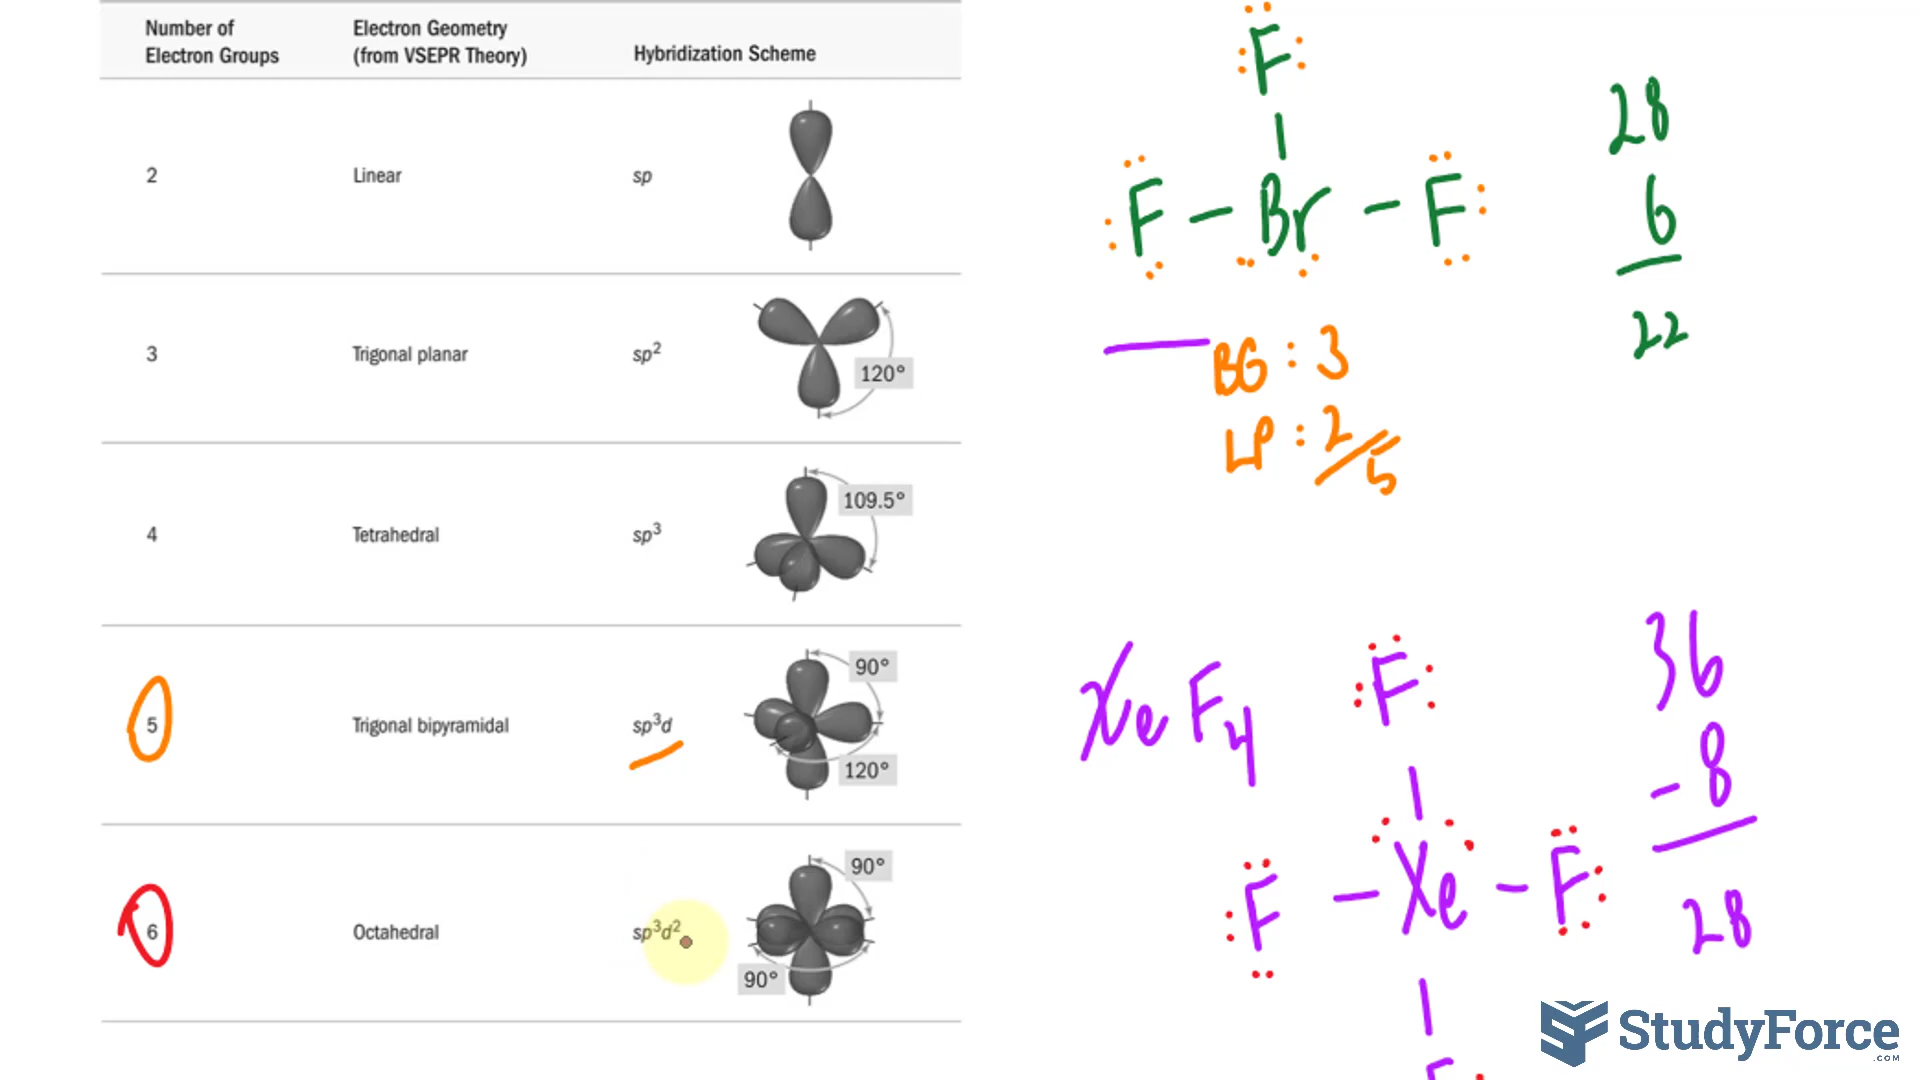 Number of
Electron Groups
Electron Geometry
(from VSEPR Theory)
Hybridization Scheme
2
Linear
sp
3
Trigonal planar
sp²
120°
4
Tetrahedral
sp³
109.5°
5
Trigonal bipyramidal
sp³d
90°
120°
6
Octahedral
sp³d²
90°
90°
F
F – Br – F
BG : 3
LP : 2
5
28
6
22
XeF4
F
F – Xe – F
F
36
- 8
28
StudyForce
.COM